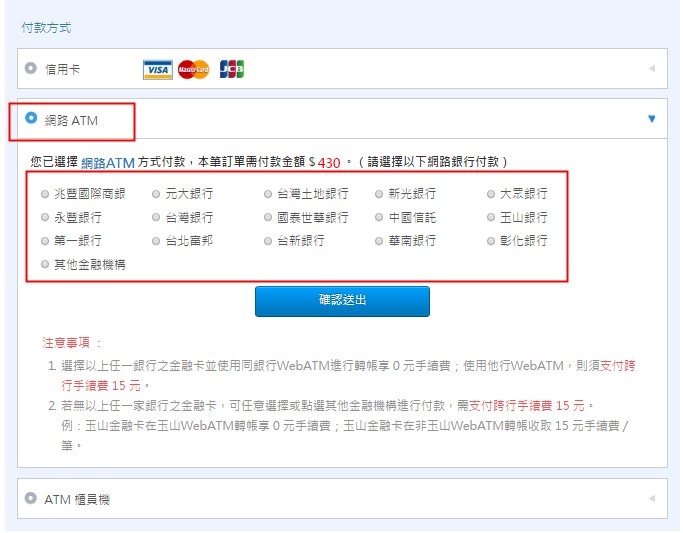 付款方式
信用卡 VISA MasterCard JCB
網路 ATM
您已選擇 網路ATM 方式付款，本筆訂單需付款金額 $ 430 。（請選擇以下網路銀行付款）
兆豐國際商銀 元大銀行 台灣土地銀行 新光銀行 大眾銀行
永豐銀行 台灣銀行 國泰世華銀行 中國信託 玉山銀行
第一銀行 台北富邦 台新銀行 華南銀行 彰化銀行
其他金融機構
確認送出
注意事項 ：
1. 選擇以上任一銀行之金融卡並使用同銀行WebATM進行轉帳享 0 元手續費；使用他行WebATM，則須支付跨
行手續費 15 元。
2. 若無以上任一家銀行之金融卡，可任意選擇或點選其他金融機構進行付款，需支付跨行手續費 15 元。
例：玉山金融卡在玉山WebATM轉帳享 0 元手續費；玉山金融卡在非玉山WebATM轉帳收取 15 元手續費 /
筆。
ATM 櫃員機